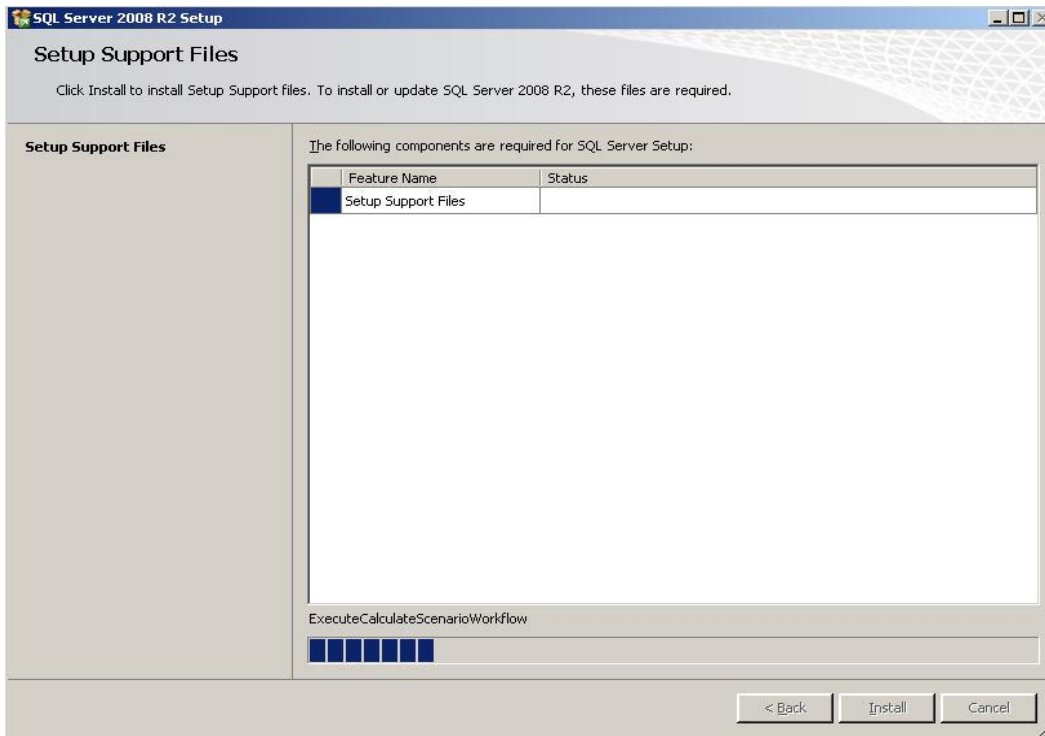 SQL Server 2008 R2 Setup
Setup Support Files
Click Install to install Setup Support files. To install or update SQL Server 2008 R2, these files are required.
Setup Support Files
The following components are required for SQL Server Setup:
Feature Name Status
Setup Support Files
ExecuteCalculateScenarioWorkflow
< Back Install Cancel